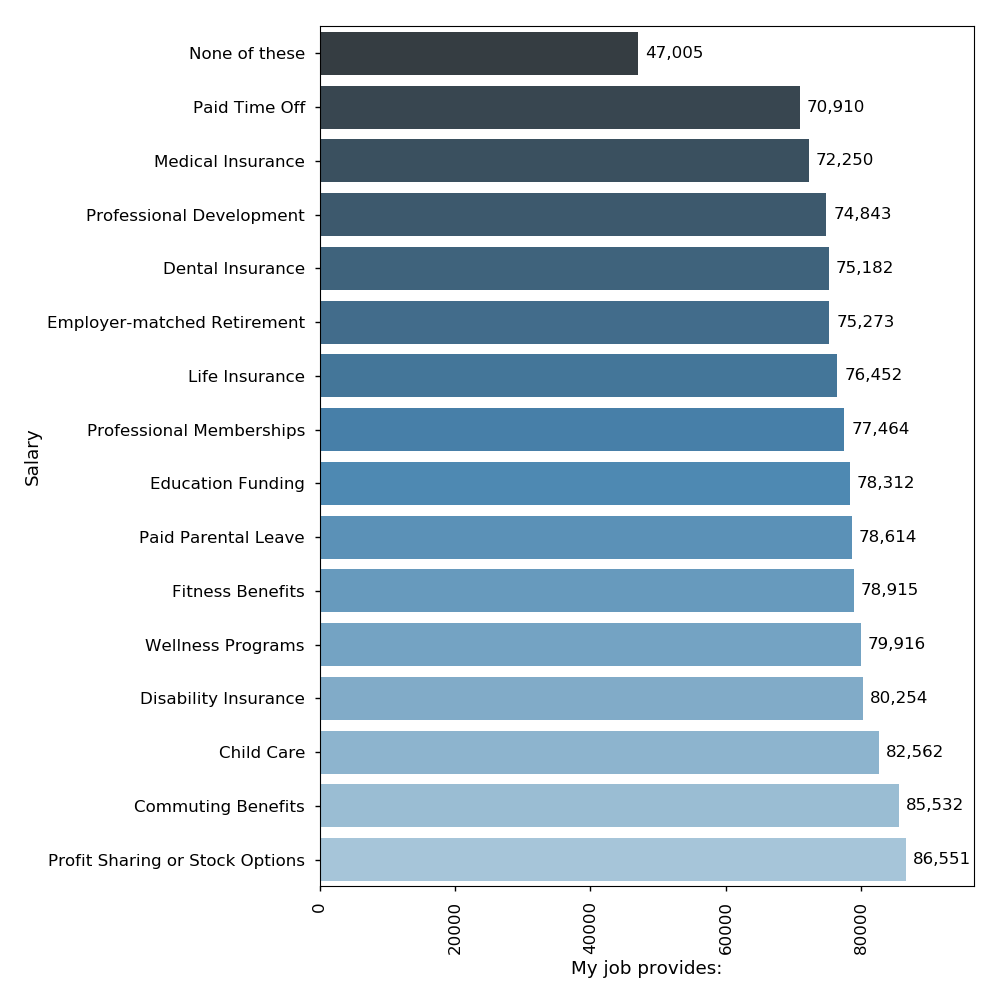 None of these 47,005
Paid Time Off 70,910
Medical Insurance 72,250
Professional Development 74,843
Dental Insurance 75,182
Employer-matched Retirement 75,273
Life Insurance 76,452
Professional Memberships 77,464
Education Funding 78,312
Paid Parental Leave 78,614
Fitness Benefits 78,915
Wellness Programs 79,916
Disability Insurance 80,254
Child Care 82,562
Commuting Benefits 85,532
Profit Sharing or Stock Options 86,551
Salary
0 20000 40000 60000 80000
My job provides: